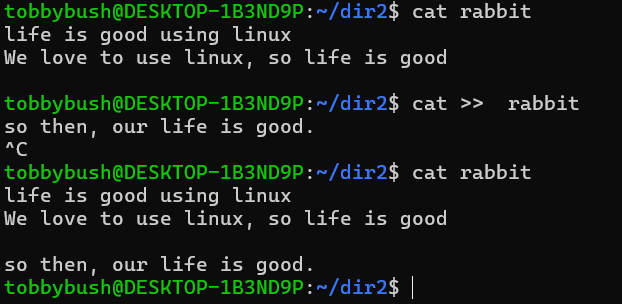 tobbybush@DESKTOP-1B3ND9P:~/dir2$ cat rabbit
life is good using linux
We love to use linux, so life is good

tobbybush@DESKTOP-1B3ND9P:~/dir2$ cat >>  rabbit
so then, our life is good.
^C
tobbybush@DESKTOP-1B3ND9P:~/dir2$ cat rabbit
life is good using linux
We love to use linux, so life is good

so then, our life is good.
tobbybush@DESKTOP-1B3ND9P:~/dir2$